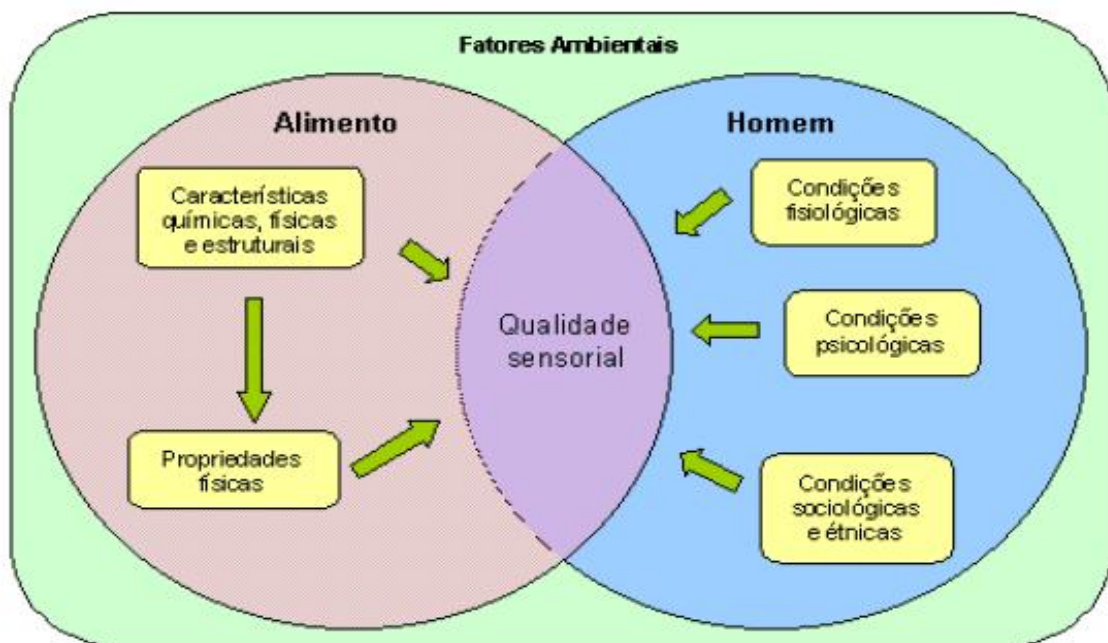 Fatores Ambientais
Alimento
Homem
Características
químicas, físicas
e estruturais
Propriedades
físicas
Qualidade
sensorial
Condições
fisiológicas
Condições
psicológicas
Condições
sociológicas
e étnicas